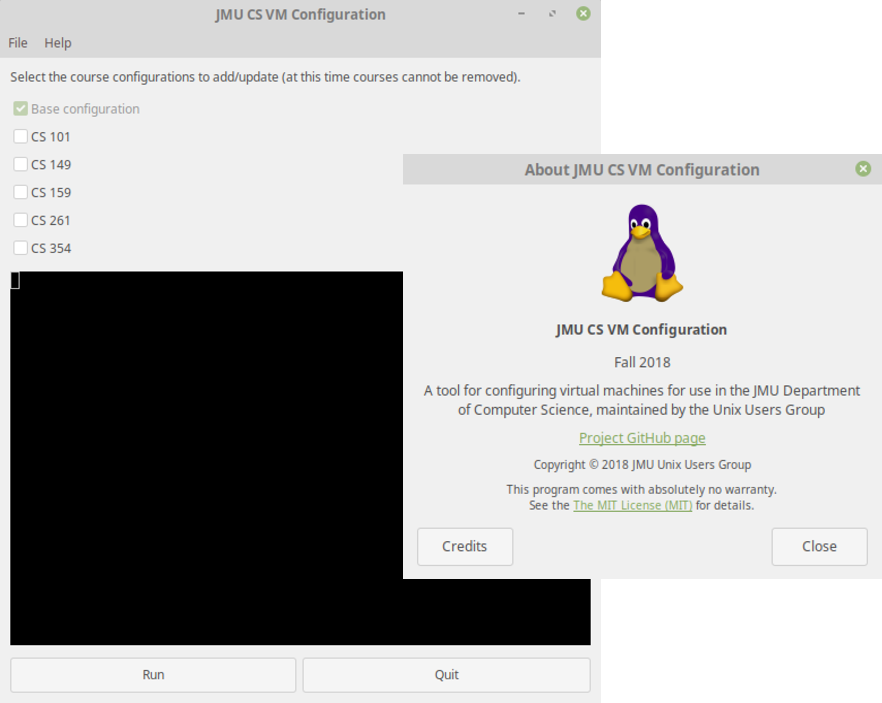 JMU CS VM Configuration
File Help
Select the course configurations to add/update (at this time courses cannot be removed).
Base configuration
CS 101
CS 149
CS 159
CS 261
CS 354
Run Quit
About JMU CS VM Configuration
JMU CS VM Configuration
Fall 2018
A tool for configuring virtual machines for use in the JMU Department
of Computer Science, maintained by the Unix Users Group
Project GitHub page
Copyright © 2018 JMU Unix Users Group
This program comes with absolutely no warranty.
See the The MIT License (MIT) for details.
Credits Close